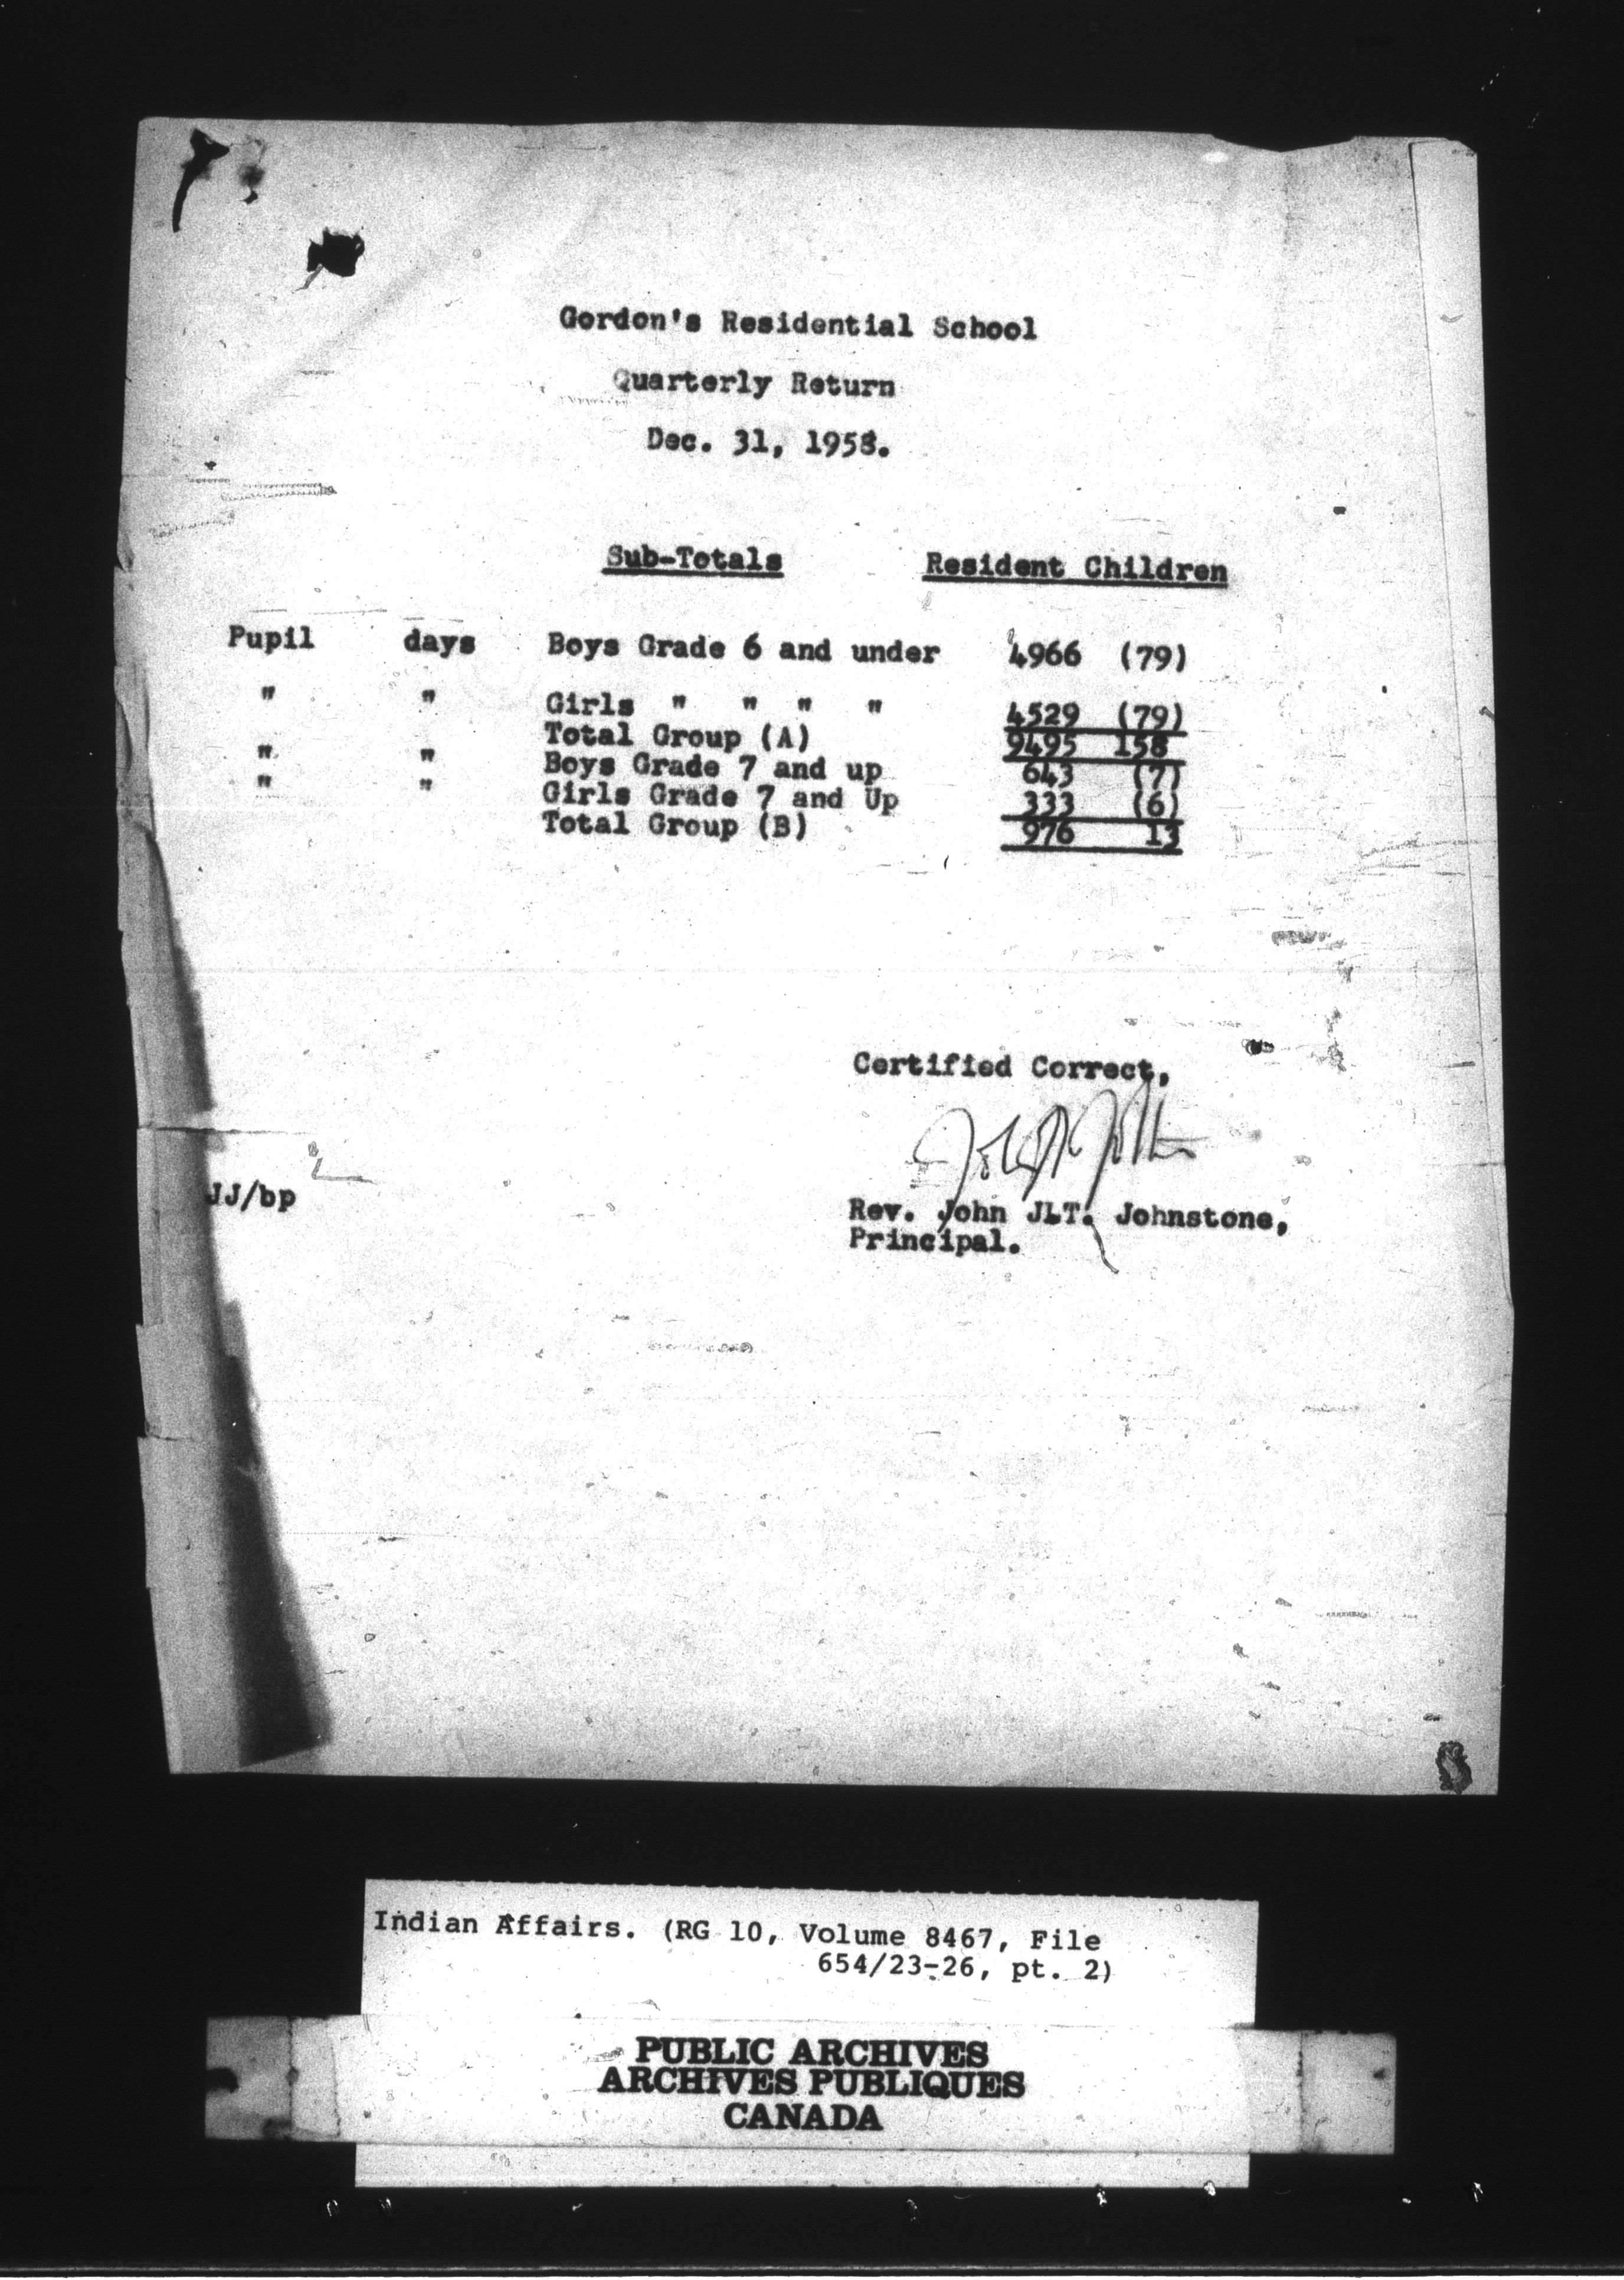 Gordon's Residential School
Quarterly Return
Dec. 31, 1958.
Sub-Totals Resident Children
Pupil days Boys Grade 6 and under 4966 (79)
" " Girls " " " " 4529 (79)
Total Group (A) 9495 158
" " Boys Grade 7 and up 643 (7)
" " Girls Grade 7 and Up 333 (6)
Total Group (B) 976 13
Certified Correct,
JJ/bp
Rev. John J.T. Johnstone,
Principal.
Indian Affairs. (RG 10, Volume 8467, File
654/23-26, pt. 2)
PUBLIC ARCHIVES
ARCHIVES PUBLIQUES
CANADA